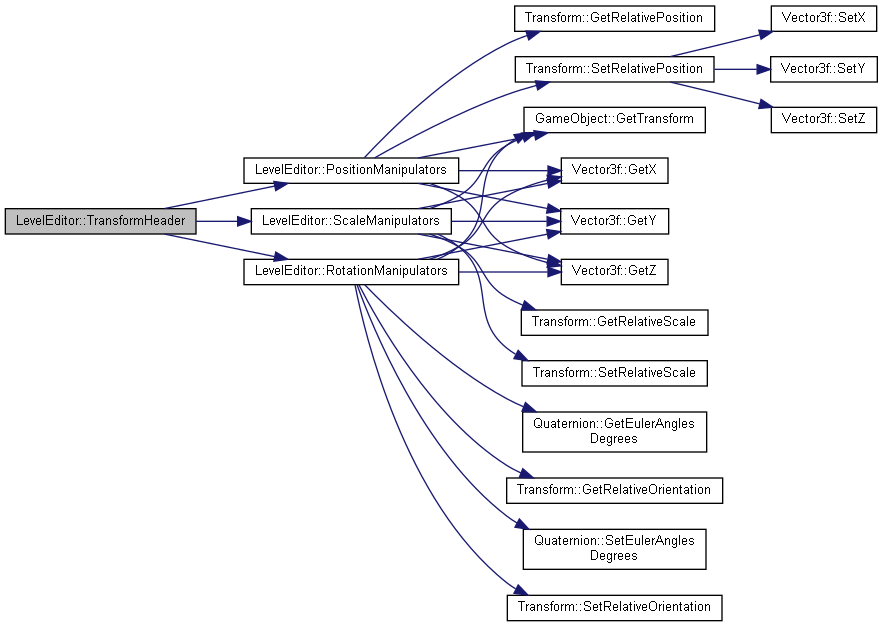 Transform::GetRelativePosition
Vector3f::SetX
Transform::SetRelativePosition
Vector3f::SetY
GameObject::GetTransform
Vector3f::SetZ
LevelEditor::PositionManipulators
Vector3f::GetX
LevelEditor::TransformHeader
LevelEditor::ScaleManipulators
Vector3f::GetY
LevelEditor::RotationManipulators
Vector3f::GetZ
Transform::GetRelativeScale
Transform::SetRelativeScale
Quaternion::GetEulerAngles
Degrees
Transform::GetRelativeOrientation
Quaternion::SetEulerAngles
Degrees
Transform::SetRelativeOrientation